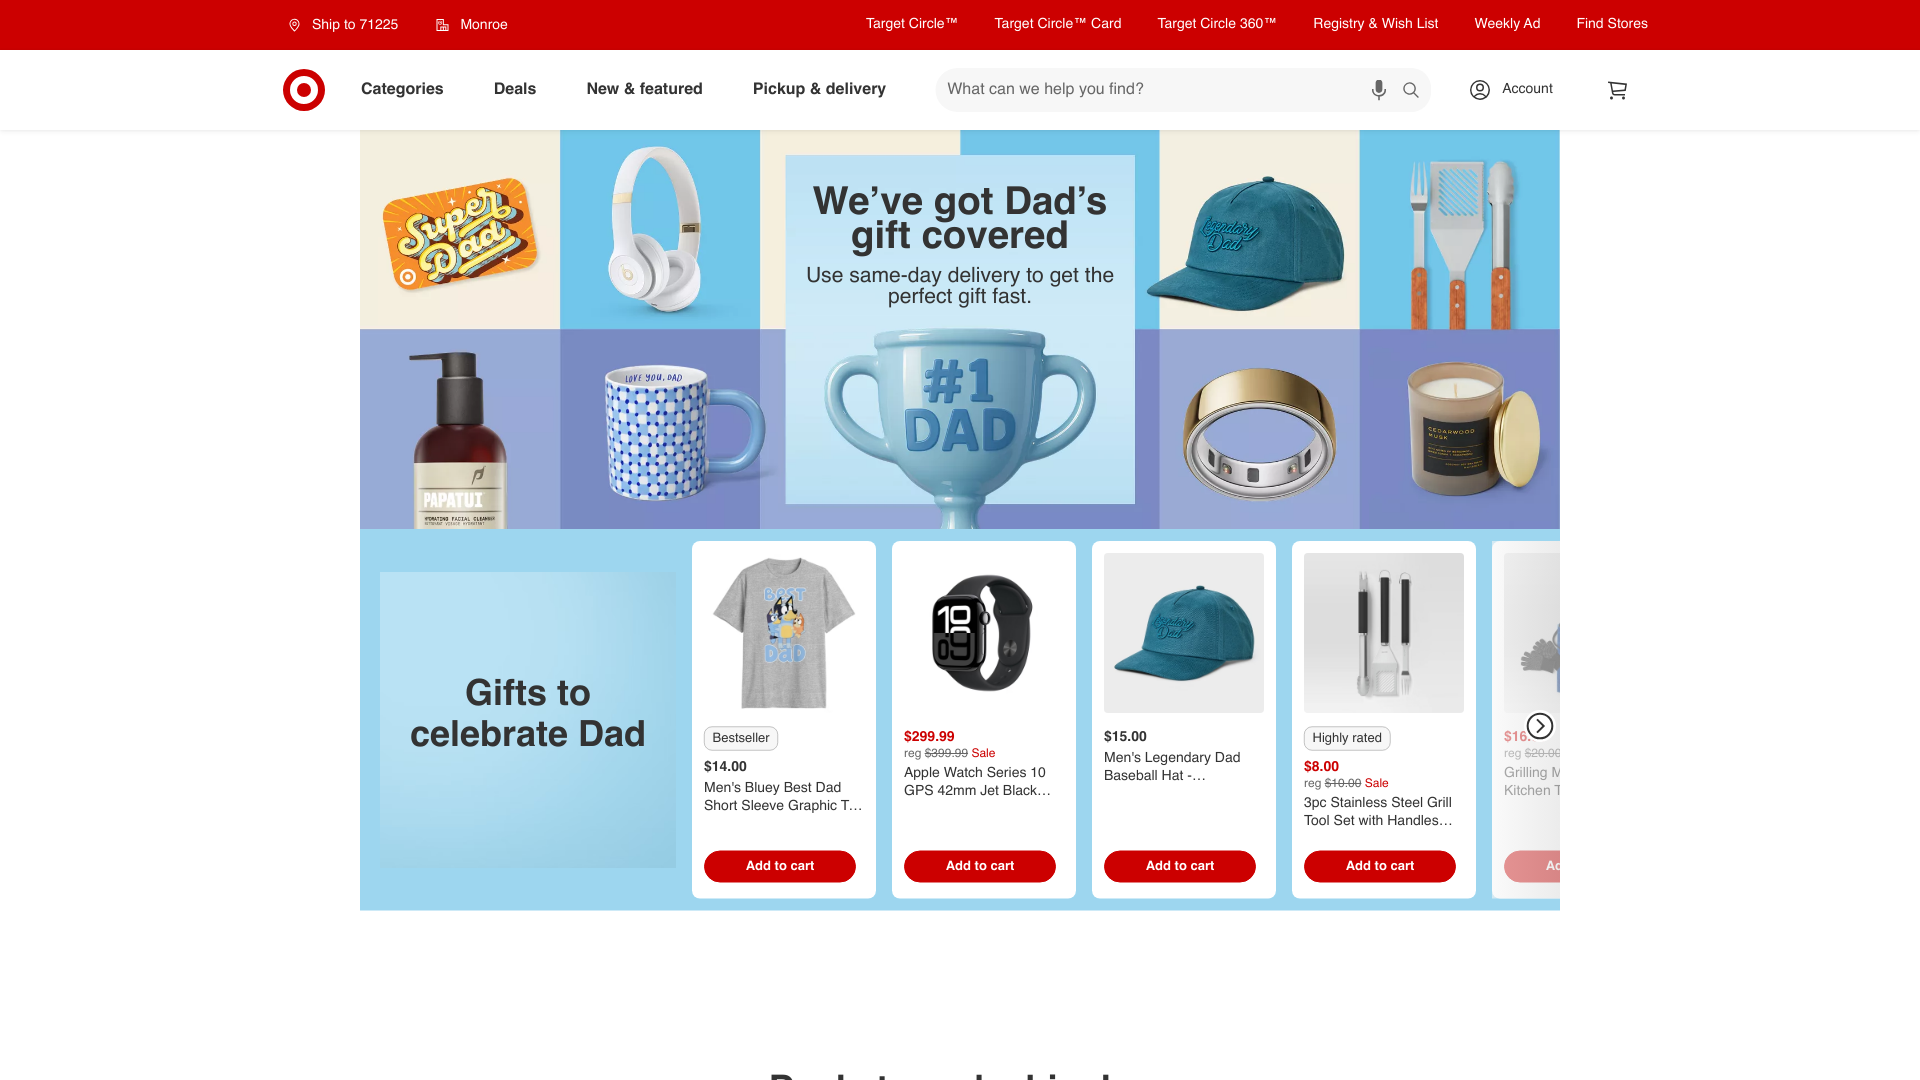 Ship to 71225
Monroe
Target Circle™
Target Circle™ Card
Target Circle 360™
Registry & Wish List
Weekly Ad
Find Stores
Categories
Deals
New & featured
Pickup & delivery
What can we help you find?
Account
Super
Dad
We've got Dad's
gift covered
Use same-day delivery to get the
perfect gift fast.
Legendary
Dad
PAPATUI
HYDRATING FACIAL CLEANSER
LOVE YOU, DAD
#1
DAD
CEDARWOOD
MUSK
Gifts to
celebrate Dad
BEST
DAD
Bestseller
$14.00
Men's Bluey Best Dad
Short Sleeve Graphic T…
Add to cart
10
09
$299.99
reg $399.99 Sale
Apple Watch Series 10
GPS 42mm Jet Black…
Add to cart
Legendary
Dad
$15.00
Men's Legendary Dad
Baseball Hat -…
Add to cart
Highly rated
$8.00
reg $10.00 Sale
3pc Stainless Steel Grill
Tool Set with Handles…
Add to cart
$16.
reg $20.00
Grilling M
Kitchen T